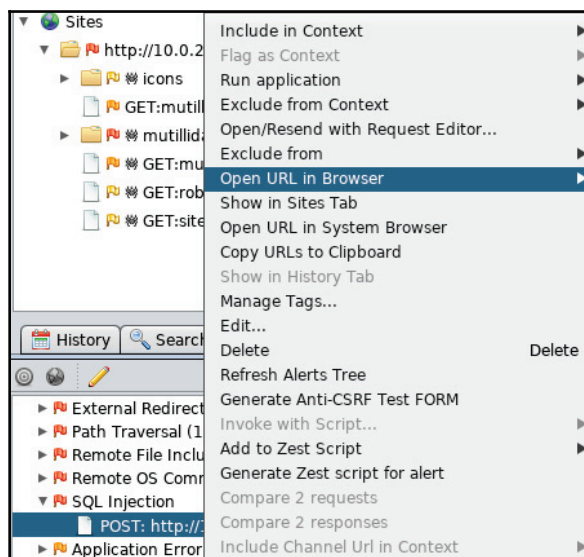 Sites
http://10.0.2
icons
GET:mutill
mutillida
GET:mu
GET:rob
GET:site
History
Search
External Redirect
Path Traversal (1
Remote File Inclu
Remote OS Comm
SQL Injection
POST: http://1
Application Error
Include in Context
Flag as Context
Run application
Exclude from Context
Open/Resend with Request Editor...
Exclude from
Open URL in Browser
Show in Sites Tab
Open URL in System Browser
Copy URLs to Clipboard
Show in History Tab
Manage Tags...
Edit...
Delete Delete
Refresh Alerts Tree
Generate Anti-CSRF Test FORM
Invoke with Script...
Add to Zest Script
Generate Zest script for alert
Compare 2 requests
Compare 2 responses
Include Channel Url in Context